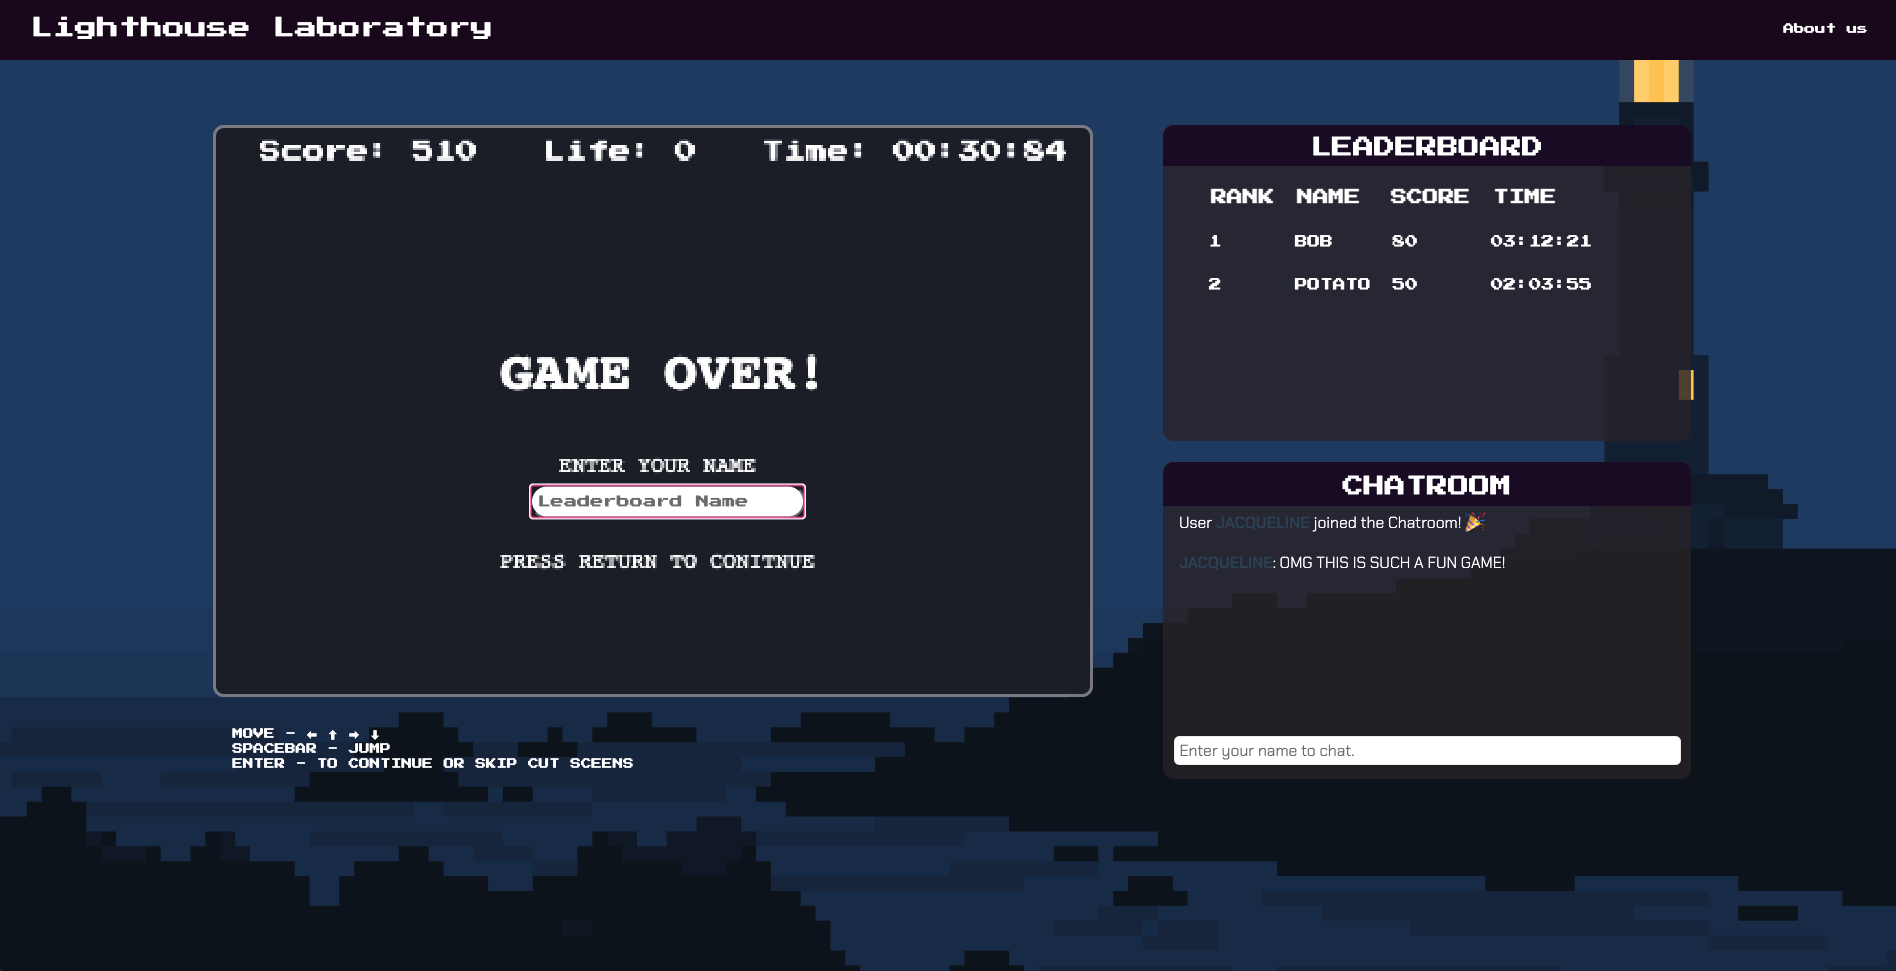 Lighthouse Laboratory
About us
Score: 510 Life: 0 Time: 00:30:84
GAME OVER!
ENTER YOUR NAME
Leaderboard Name
PRESS RETURN TO CONITNUE
MOVE - ← ↑ → ↓
SPACEBAR - JUMP
ENTER - TO CONTINUE OR SKIP CUT SCEENS
LEADERBOARD
RANK NAME SCORE TIME
1 BOB 80 03:12:21
2 POTATO 50 02:03:55
CHATROOM
User JACQUELINE joined the Chatroom! 🎉
JACQUELINE: OMG THIS IS SUCH A FUN GAME!
Enter your name to chat.